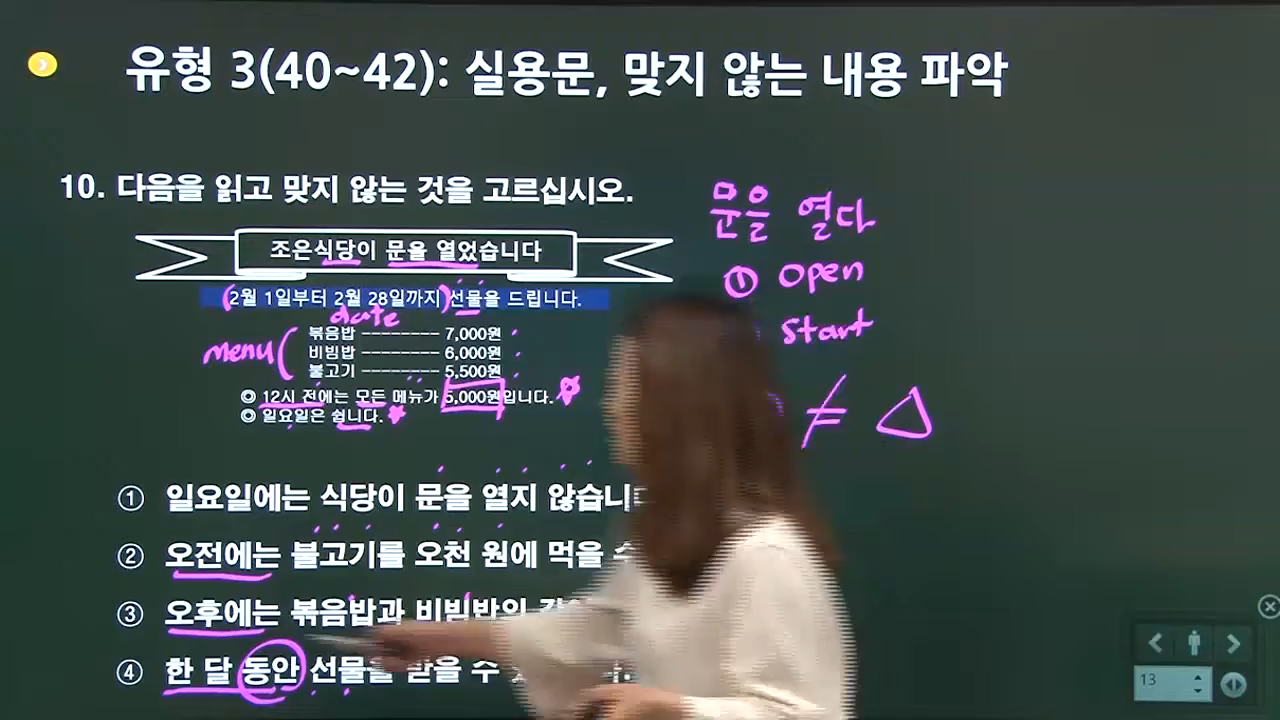 유형 3(40~42): 실용문, 맞지 않는 내용 파악
10. 다음을 읽고 맞지 않는 것을 고르십시오.
조은식당이 문을 열었습니다
(2월 1일부터 2월 28일까지) 선물을 드립니다.
date
menu (
볶음밥 -------- 7,000원
비빔밥 -------- 6,000원
불고기 -------- 5,500원
◎ 12시 전에는 모든 메뉴가 5,000원입니다.
◎ 일요일은 쉽니다.
① 일요일에는 식당이 문을 열지 않습니
② 오전에는 불고기를 오천 원에 먹을
③ 오후에는 볶음밥과 비빔밥의
④ 한 달 동안 선물을 받을 수
문을 열다
① open
start
≠ △
13